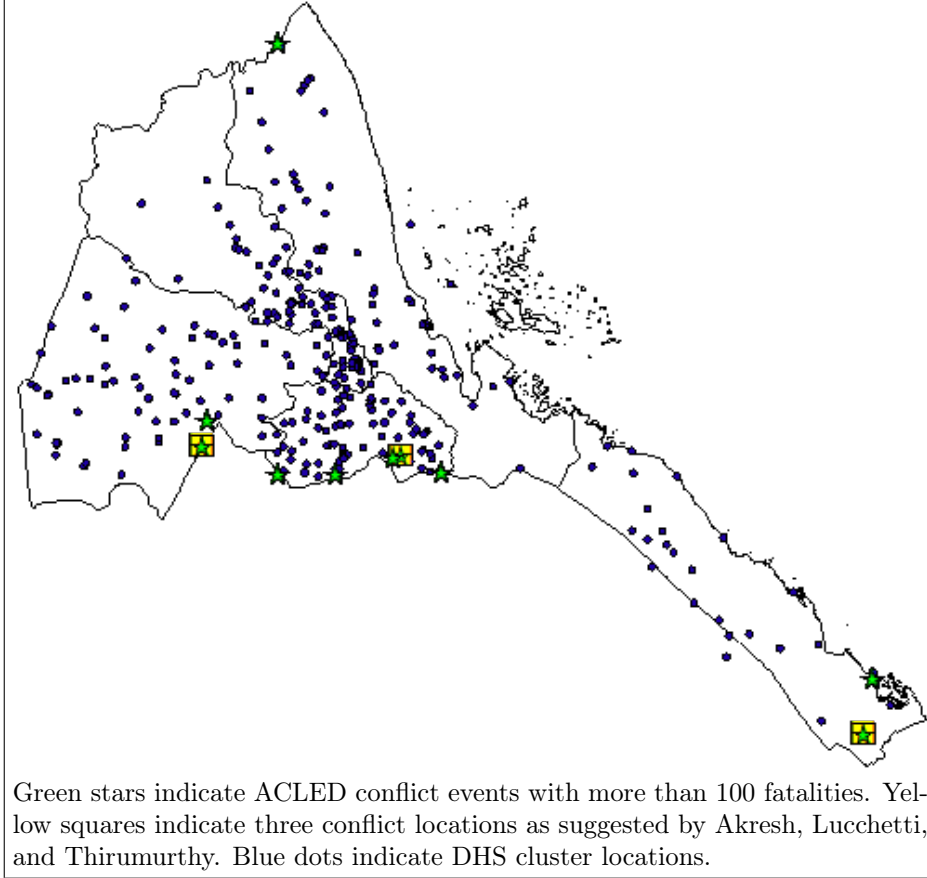 Green stars indicate ACLED conflict events with more than 100 fatalities. Yel-
low squares indicate three conflict locations as suggested by Akresh, Lucchetti,
and Thirumurthy. Blue dots indicate DHS cluster locations.